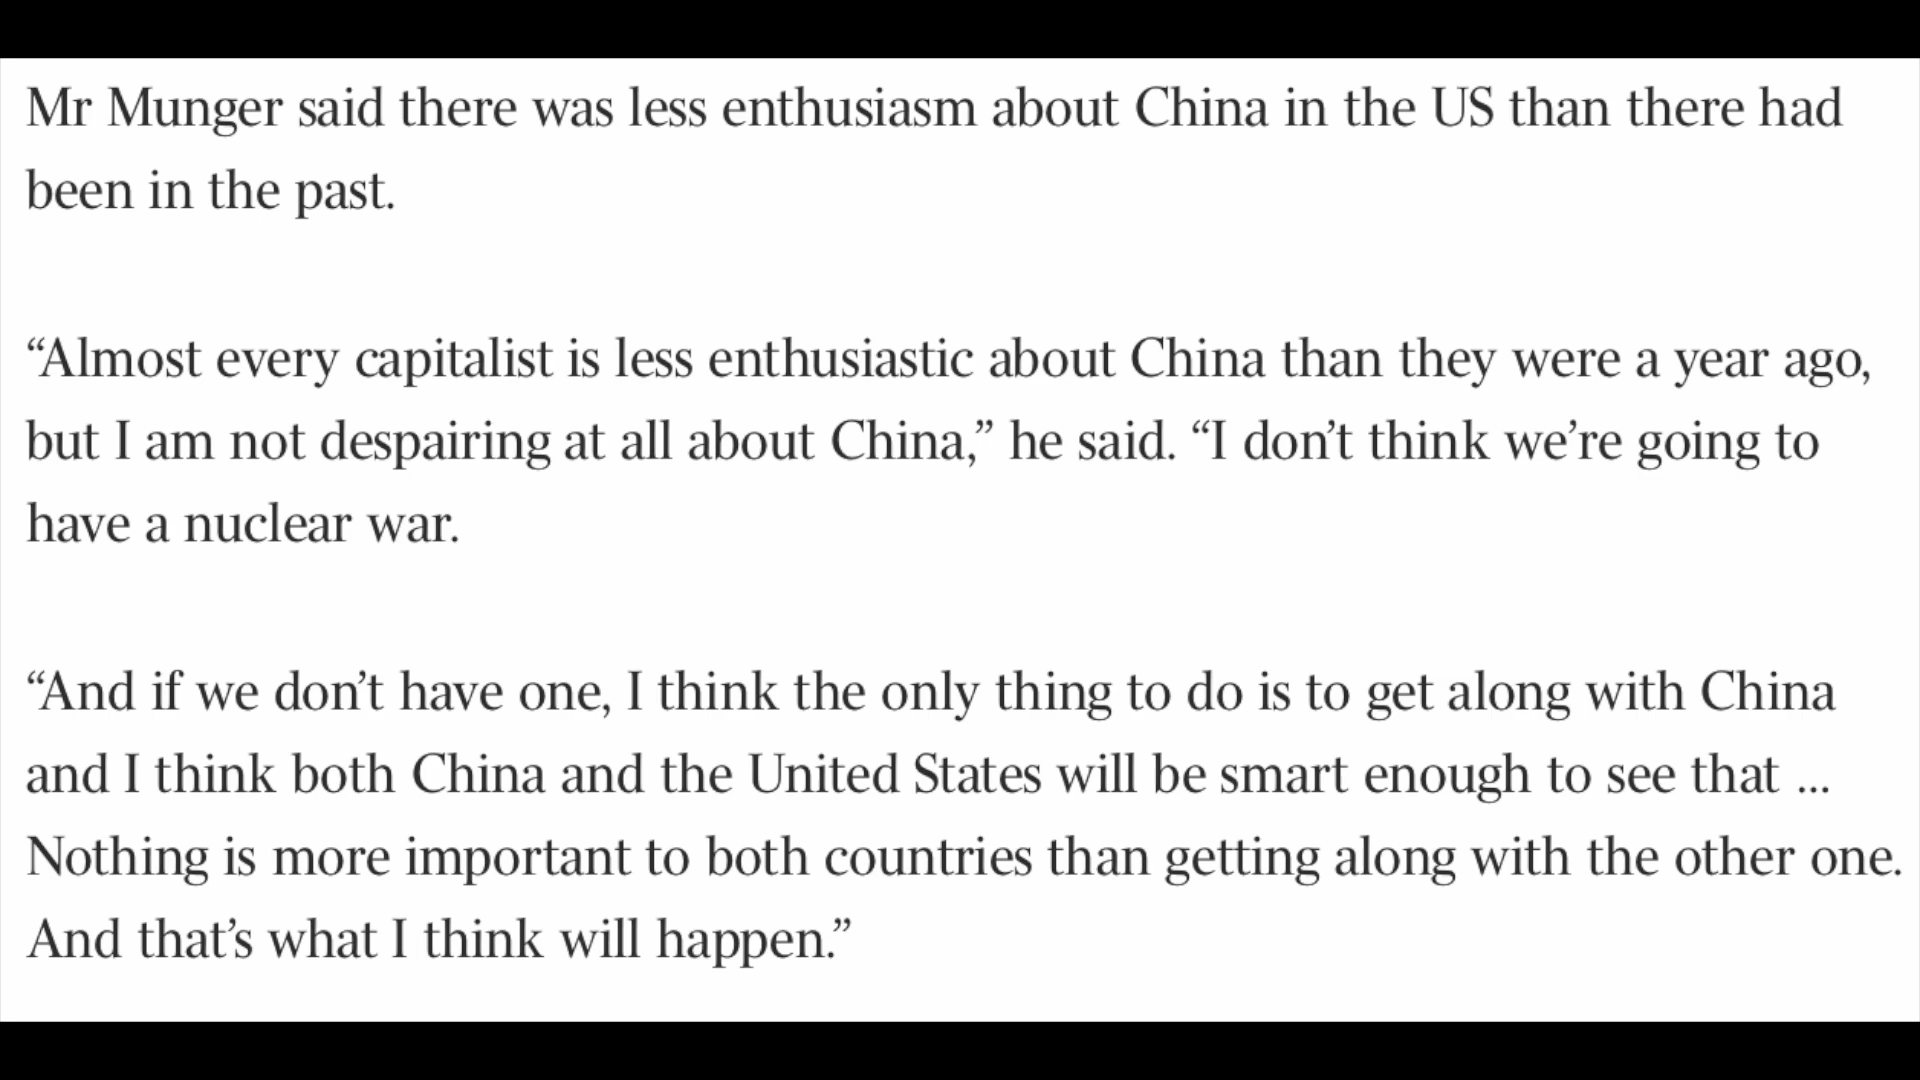 Mr Munger said there was less enthusiasm about China in the US than there had
been in the past.
“Almost every capitalist is less enthusiastic about China than they were a year ago,
but I am not despairing at all about China,” he said. “I don’t think we’re going to
have a nuclear war.
“And if we don’t have one, I think the only thing to do is to get along with China
and I think both China and the United States will be smart enough to see that ...
Nothing is more important to both countries than getting along with the other one.
And that’s what I think will happen.”